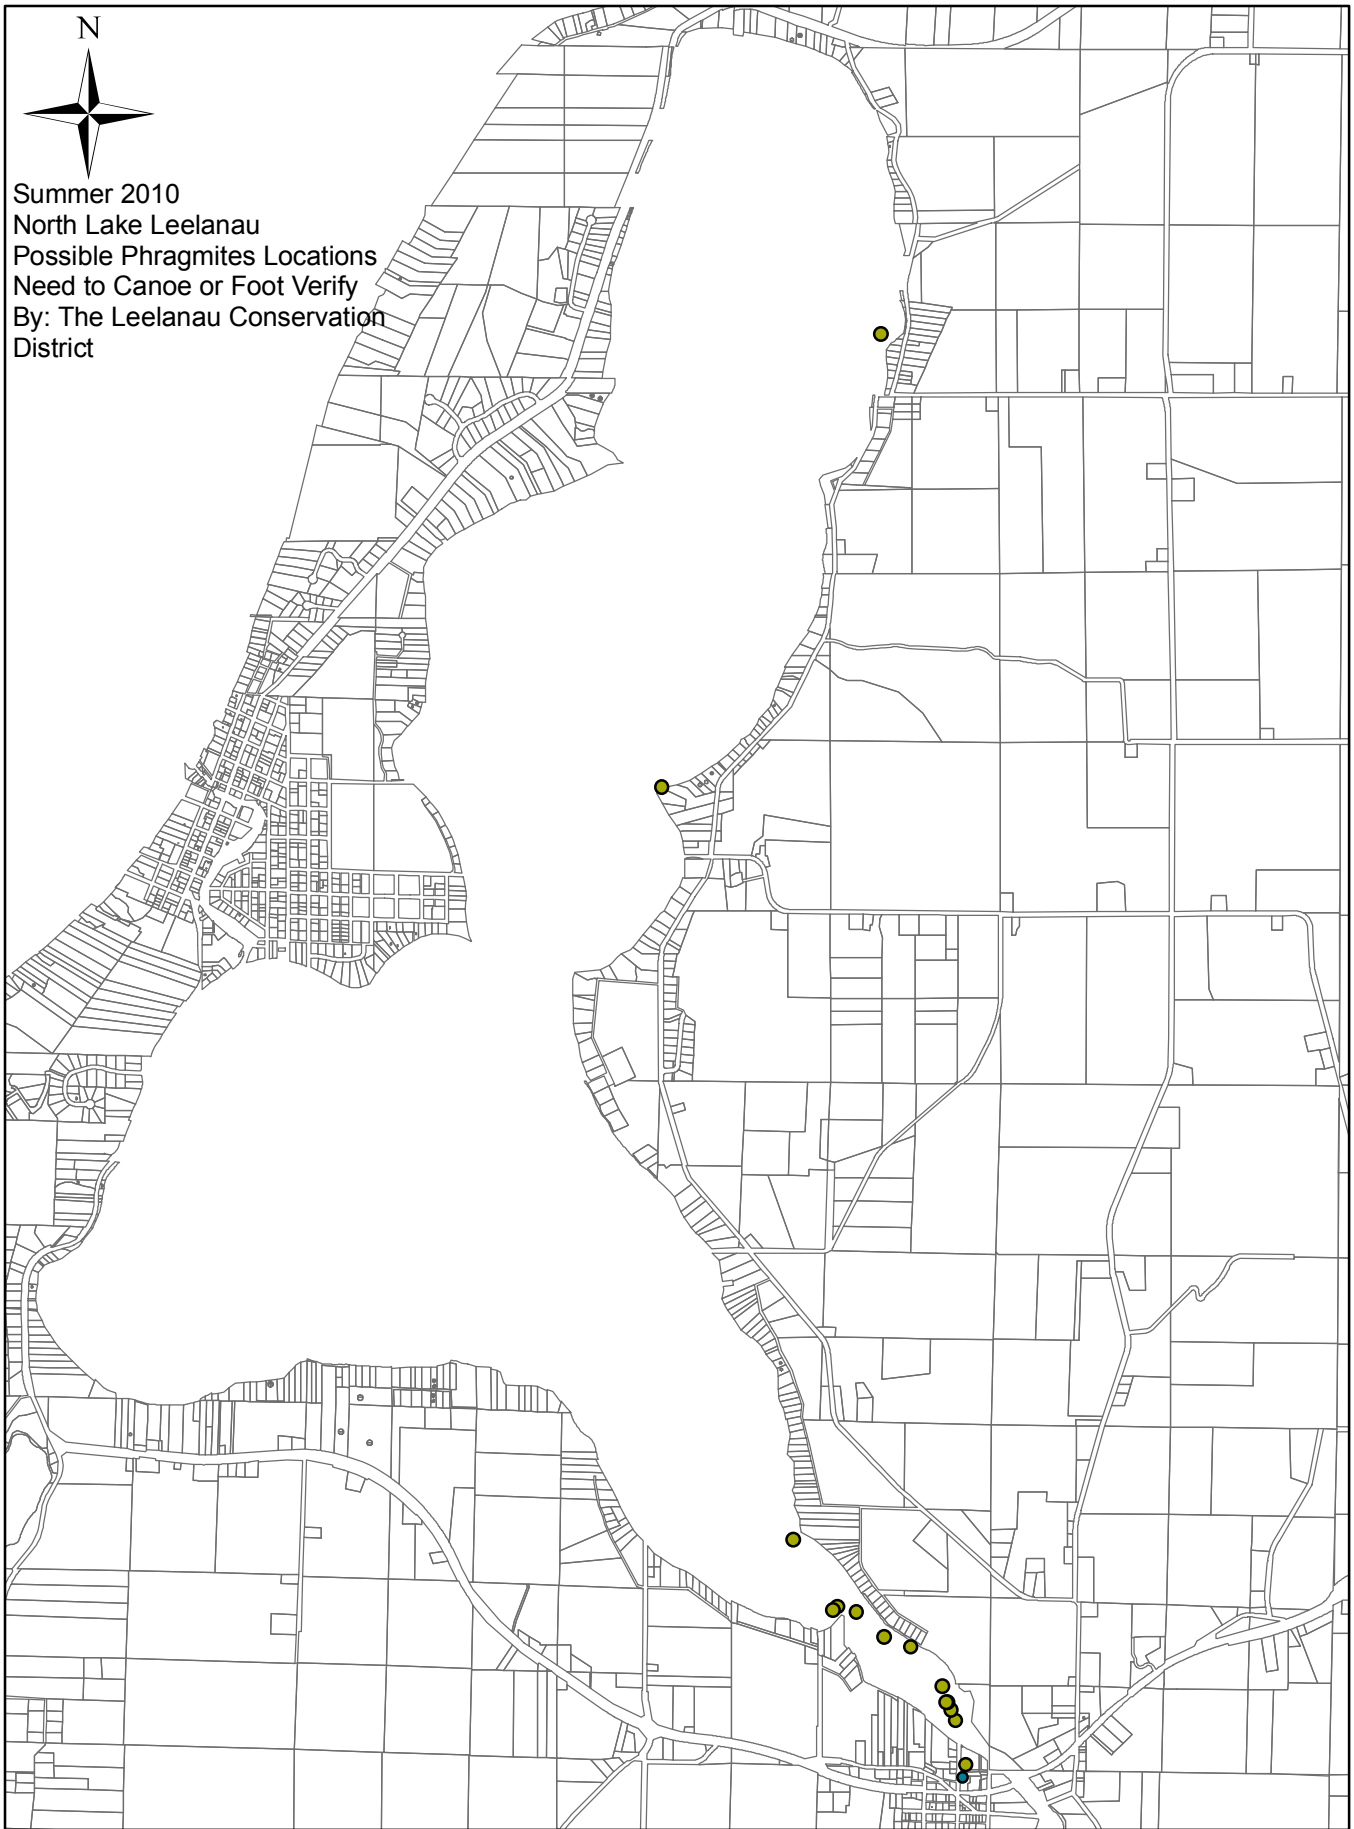 N
Summer 2010
North Lake Leelanau
Possible Phragmites Locations
Need to Canoe or Foot Verify
By: The Leelanau Conservation
District